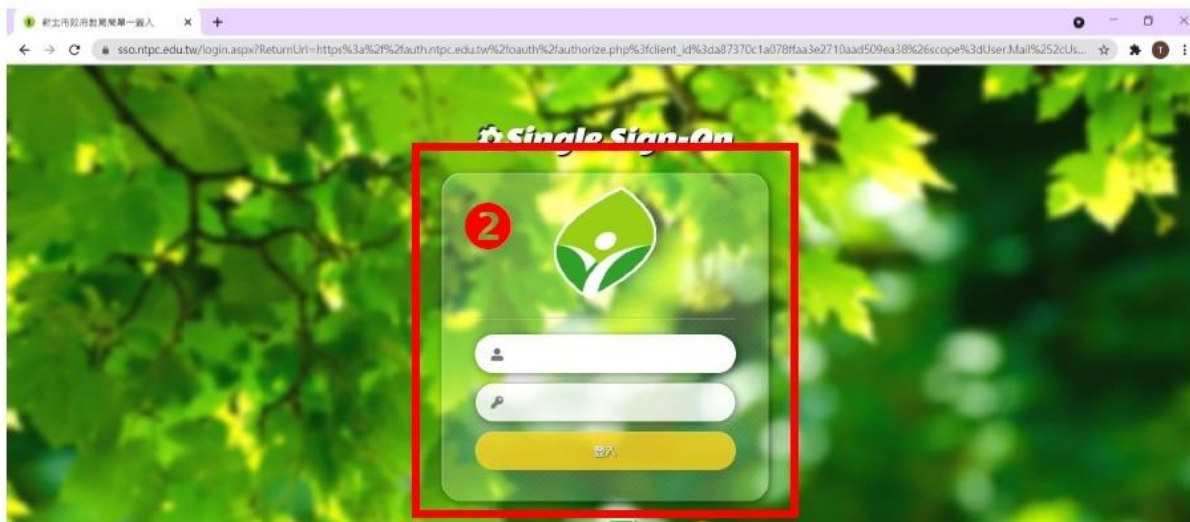 新北市政府教育局單一簽入
sso.ntpc.edu.tw/login.aspx?ReturnUrl=https%3a%2f%2fauth.ntpc.edu.tw%2foauth%2fauthorize.php%3fclient_id%3da87370c1a078ffaa3e2710aad509ea38%26scope%3dUser.Mail%252cUs...
T
Single Sign-On
2
登入